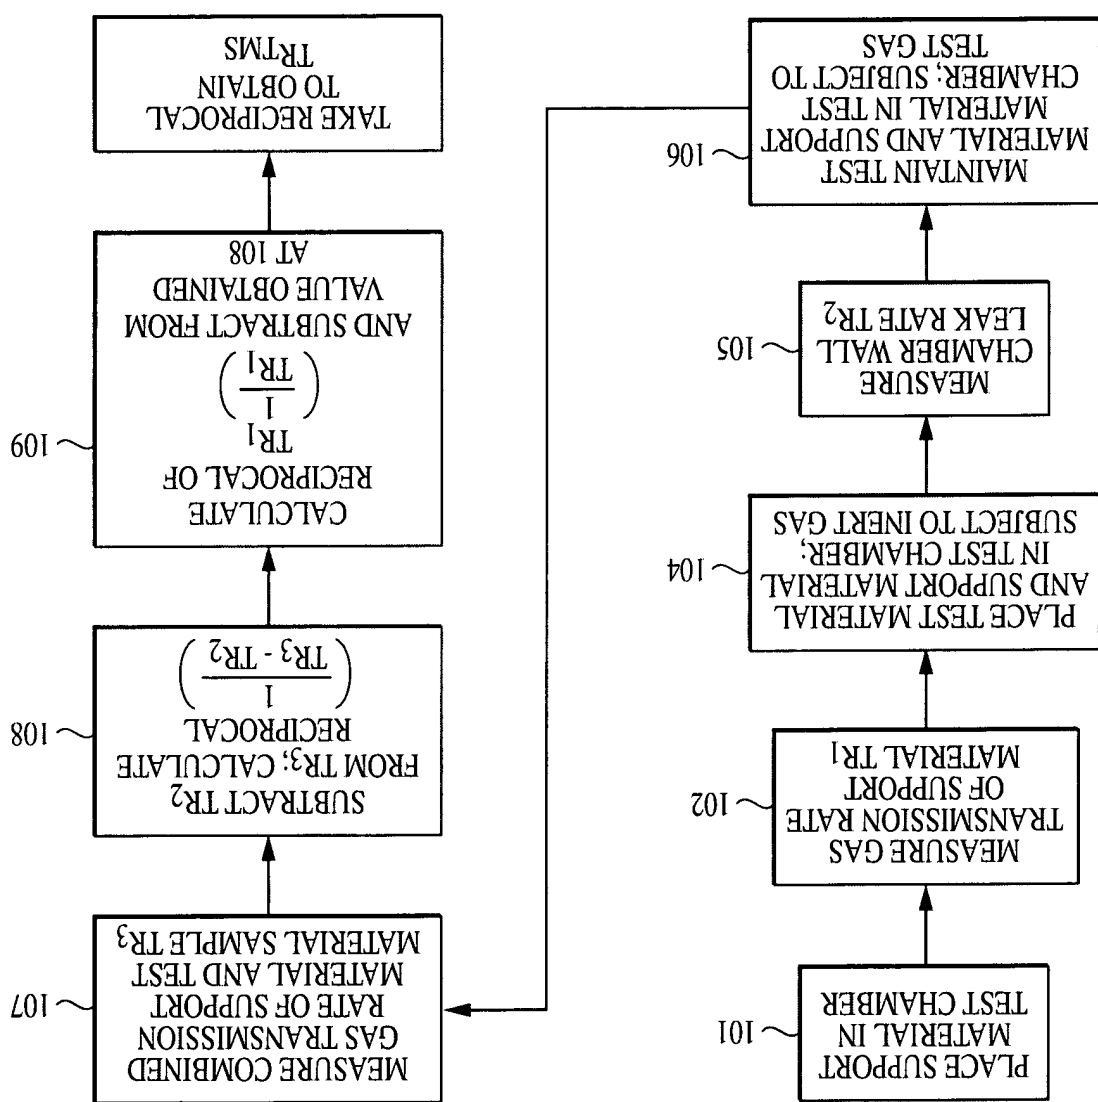 101
PLACE SUPPORT
MATERIAL IN
TEST CHAMBER
102
MEASURE GAS
TRANSMISSION RATE
OF SUPPORT
MATERIAL TR1
104
PLACE TEST MATERIAL
AND SUPPORT MATERIAL
IN TEST CHAMBER;
SUBJECT TO INERT GAS
105
MEASURE
CHAMBER WALL
LEAK RATE TR2
106
MAINTAIN TEST
MATERIAL AND SUPPORT
MATERIAL IN TEST
CHAMBER; SUBJECT TO
TEST GAS
107
MEASURE COMBINED
GAS TRANSMISSION
RATE OF SUPPORT
MATERIAL AND TEST
MATERIAL SAMPLE TR3
108
SUBTRACT TR2
FROM TR3; CALCULATE
RECIPROCAL
(1 / TR3 - TR2)
109
CALCULATE
RECIPROCAL OF
TR1
(1 / TR1)
AND SUBTRACT FROM
VALUE OBTAINED
AT 108
TAKE RECIPROCAL
TO OBTAIN
TRTMS